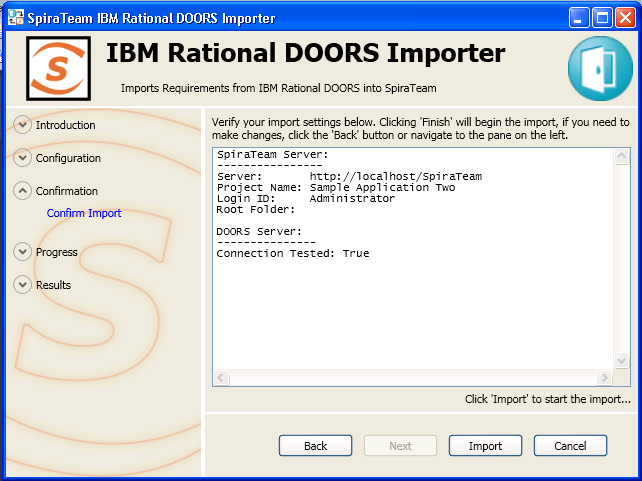 SpiraTeam IBM Rational DOORS Importer
IBM Rational DOORS Importer
Imports Requirements from IBM Rational DOORS into SpiraTeam
Introduction
Configuration
Confirmation
Confirm Import
Progress
Results
Verify your import settings below. Clicking 'Finish' will begin the import, if you need to
make changes, click the 'Back' button or navigate to the pane on the left.
SpiraTeam Server:
----------------
Server:       http://localhost/SpiraTeam
Project Name: Sample Application Two
Login ID:     Administrator
Root Folder:
DOORS Server:
---------------
Connection Tested: True
Click 'Import' to start the import...
Back
Next
Import
Cancel